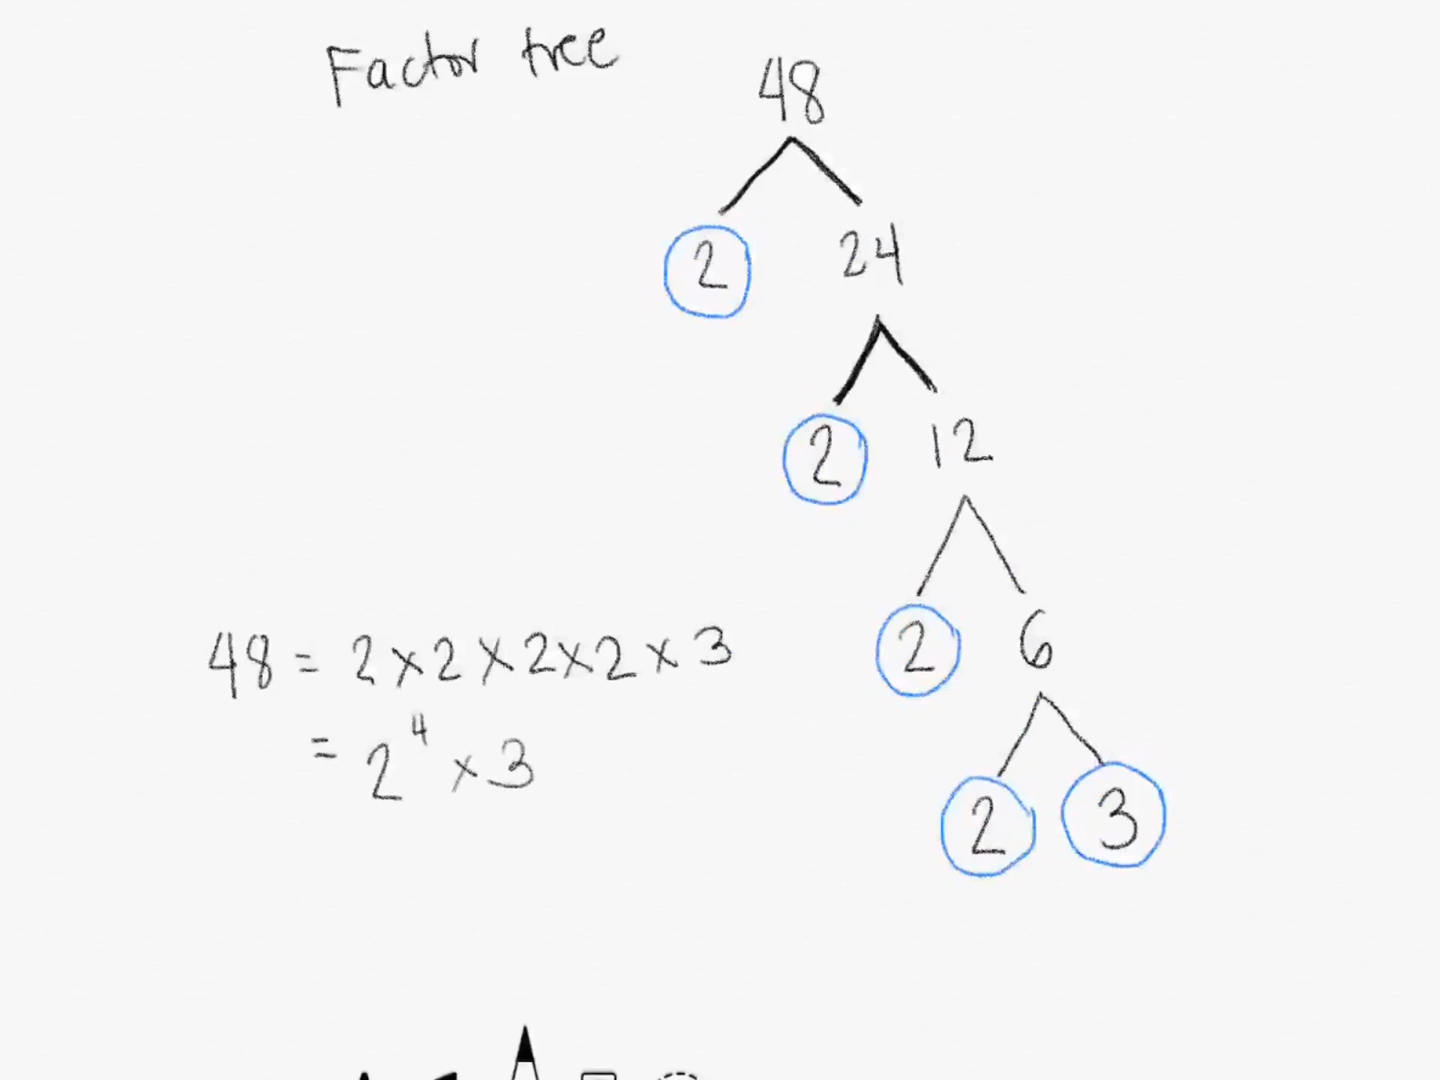 Factor tree
48
2 24
2 12
2 6
2 3
48 = 2 × 2 × 2 × 2 × 3
= 2⁴ × 3